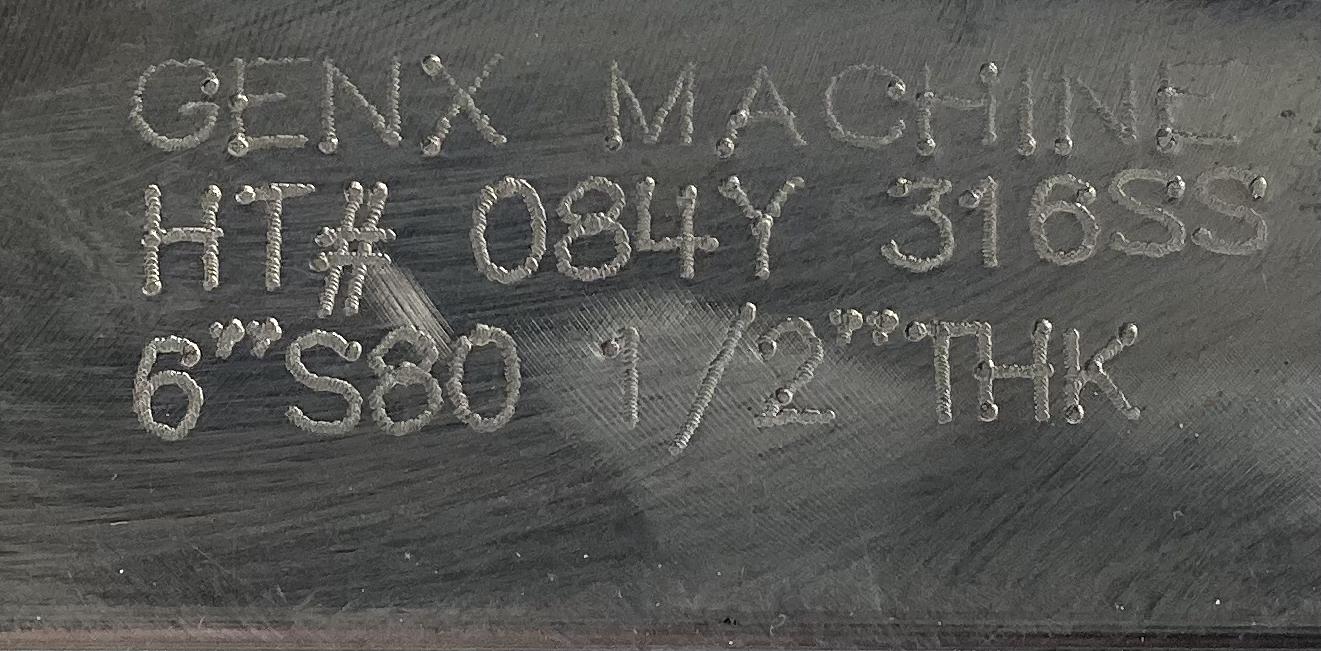 GENX MACHINE
HT# 084Y 316SS
6"S80 1/2"THK